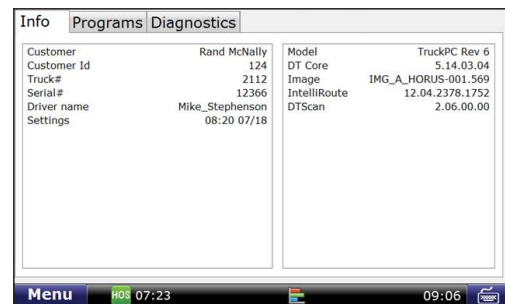 Info Programs Diagnostics
Customer Rand McNally
Customer Id 124
Truck# 2112
Serial# 12366
Driver name Mike_Stephenson
Settings 08:20 07/18
Model TruckPC Rev 6
DT Core 5.14.03.04
Image IMG_A_HORUS-001.569
IntelliRoute 12.04.2378.1752
DTScan 2.06.00.00
Menu HOS 07:23 09:06